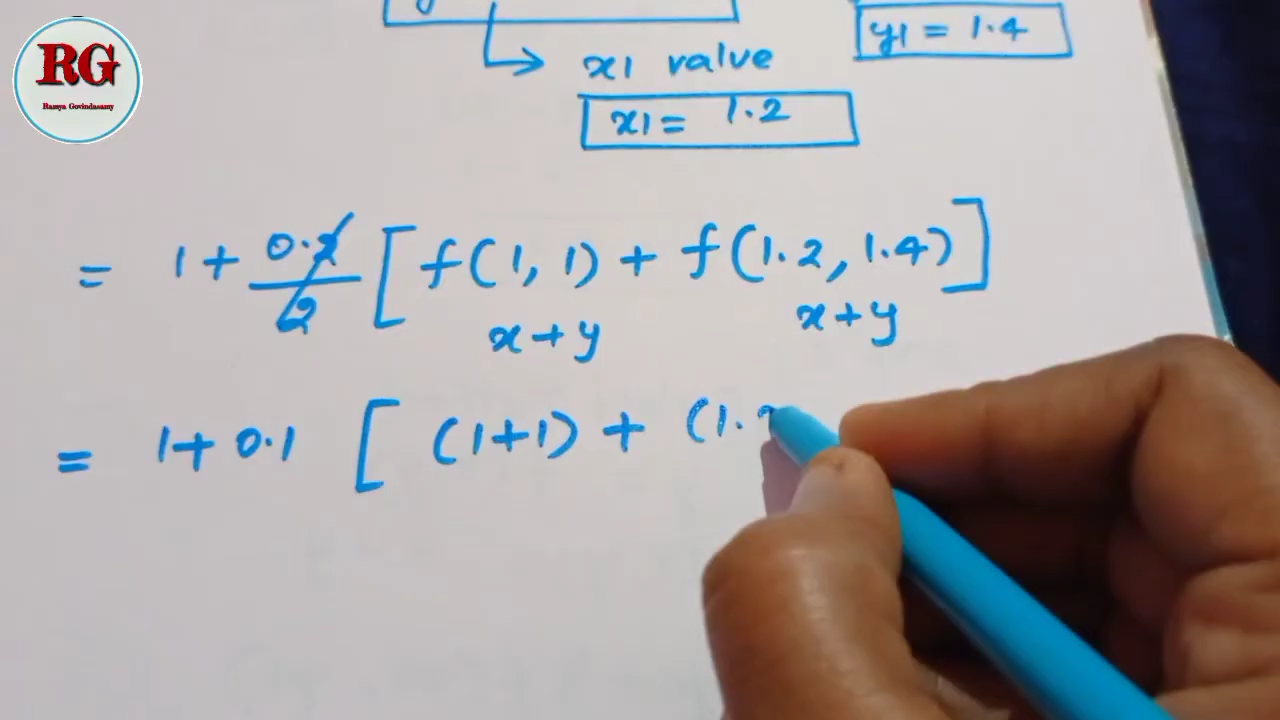 RG
Ramya Govindasamy
y1 = 1.4
x1 value
x1 = 1.2
= 1 + 0.2/2 [ f(1, 1) + f(1.2, 1.4) ]
x + y x + y
= 1 + 0.1 [ (1+1) + (1.2